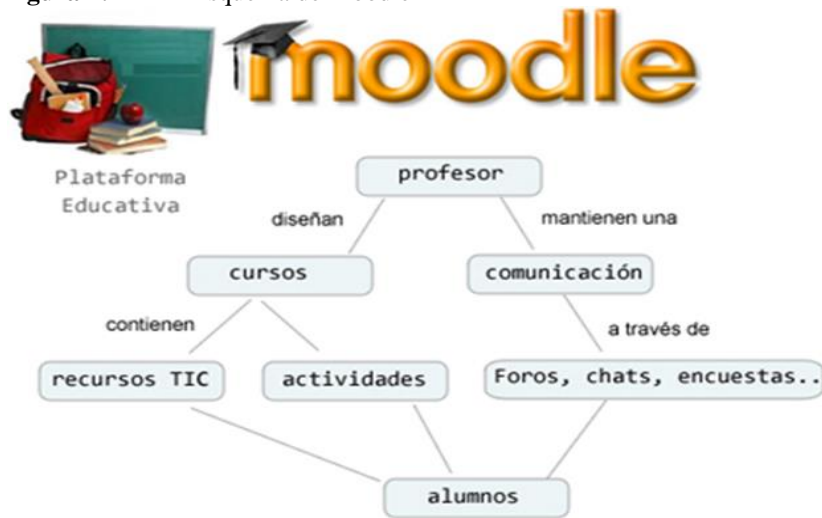 moodle
Plataforma
Educativa
profesor
diseñan
mantienen una
cursos
comunicación
contienen
a través de
recursos TIC
actividades
Foros, chats, encuestas..
alumnos